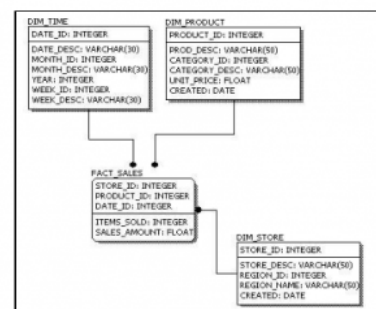 DIM_TIME
DATE_ID: INTEGER
DATE_DESC: VARCHAR(30)
MONTH_ID: INTEGER
MONTH_DESC: VARCHAR(30)
YEAR: INTEGER
WEEK_ID: INTEGER
WEEK_DESC: VARCHAR(30)
DIM_PRODUCT
PRODUCT_ID: INTEGER
PROD_DESC: VARCHAR(50)
CATEGORY_ID: INTEGER
CATEGORY_DESC: VARCHAR(50)
UNIT_PRICE: FLOAT
CREATED: DATE
FACT_SALES
STORE_ID: INTEGER
PRODUCT_ID: INTEGER
DATE_ID: INTEGER
ITEMS_SOLD: INTEGER
SALES_AMOUNT: FLOAT
DIM_STORE
STORE_ID: INTEGER
STORE_DESC: VARCHAR(50)
REGION_ID: INTEGER
REGION_NAME: VARCHAR(50)
CREATED: DATE